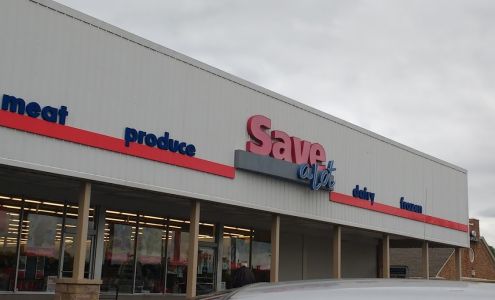 meat
produce
Save
a lot
dairy
frozen